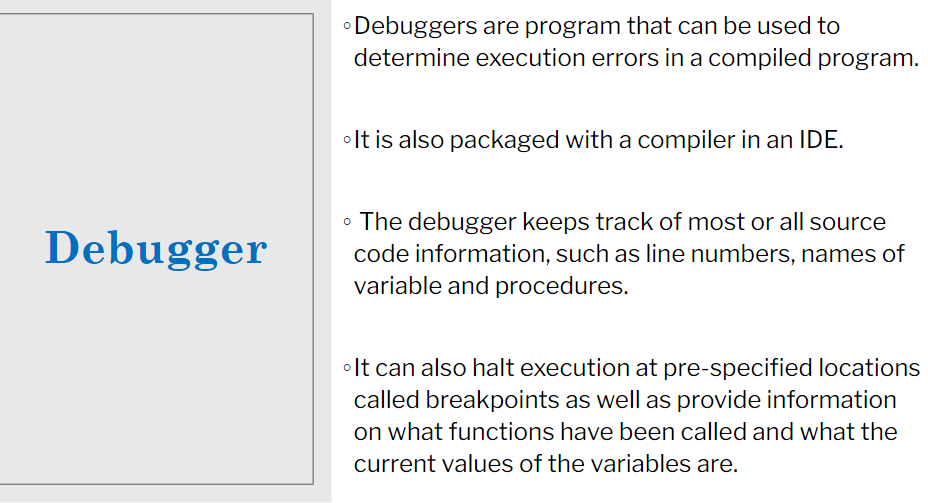 Debugger
◦Debuggers are program that can be used to
determine execution errors in a compiled program.
◦It is also packaged with a compiler in an IDE.
◦ The debugger keeps track of most or all source
code information, such as line numbers, names of
variable and procedures.
◦It can also halt execution at pre-specified locations
called breakpoints as well as provide information
on what functions have been called and what the
current values of the variables are.